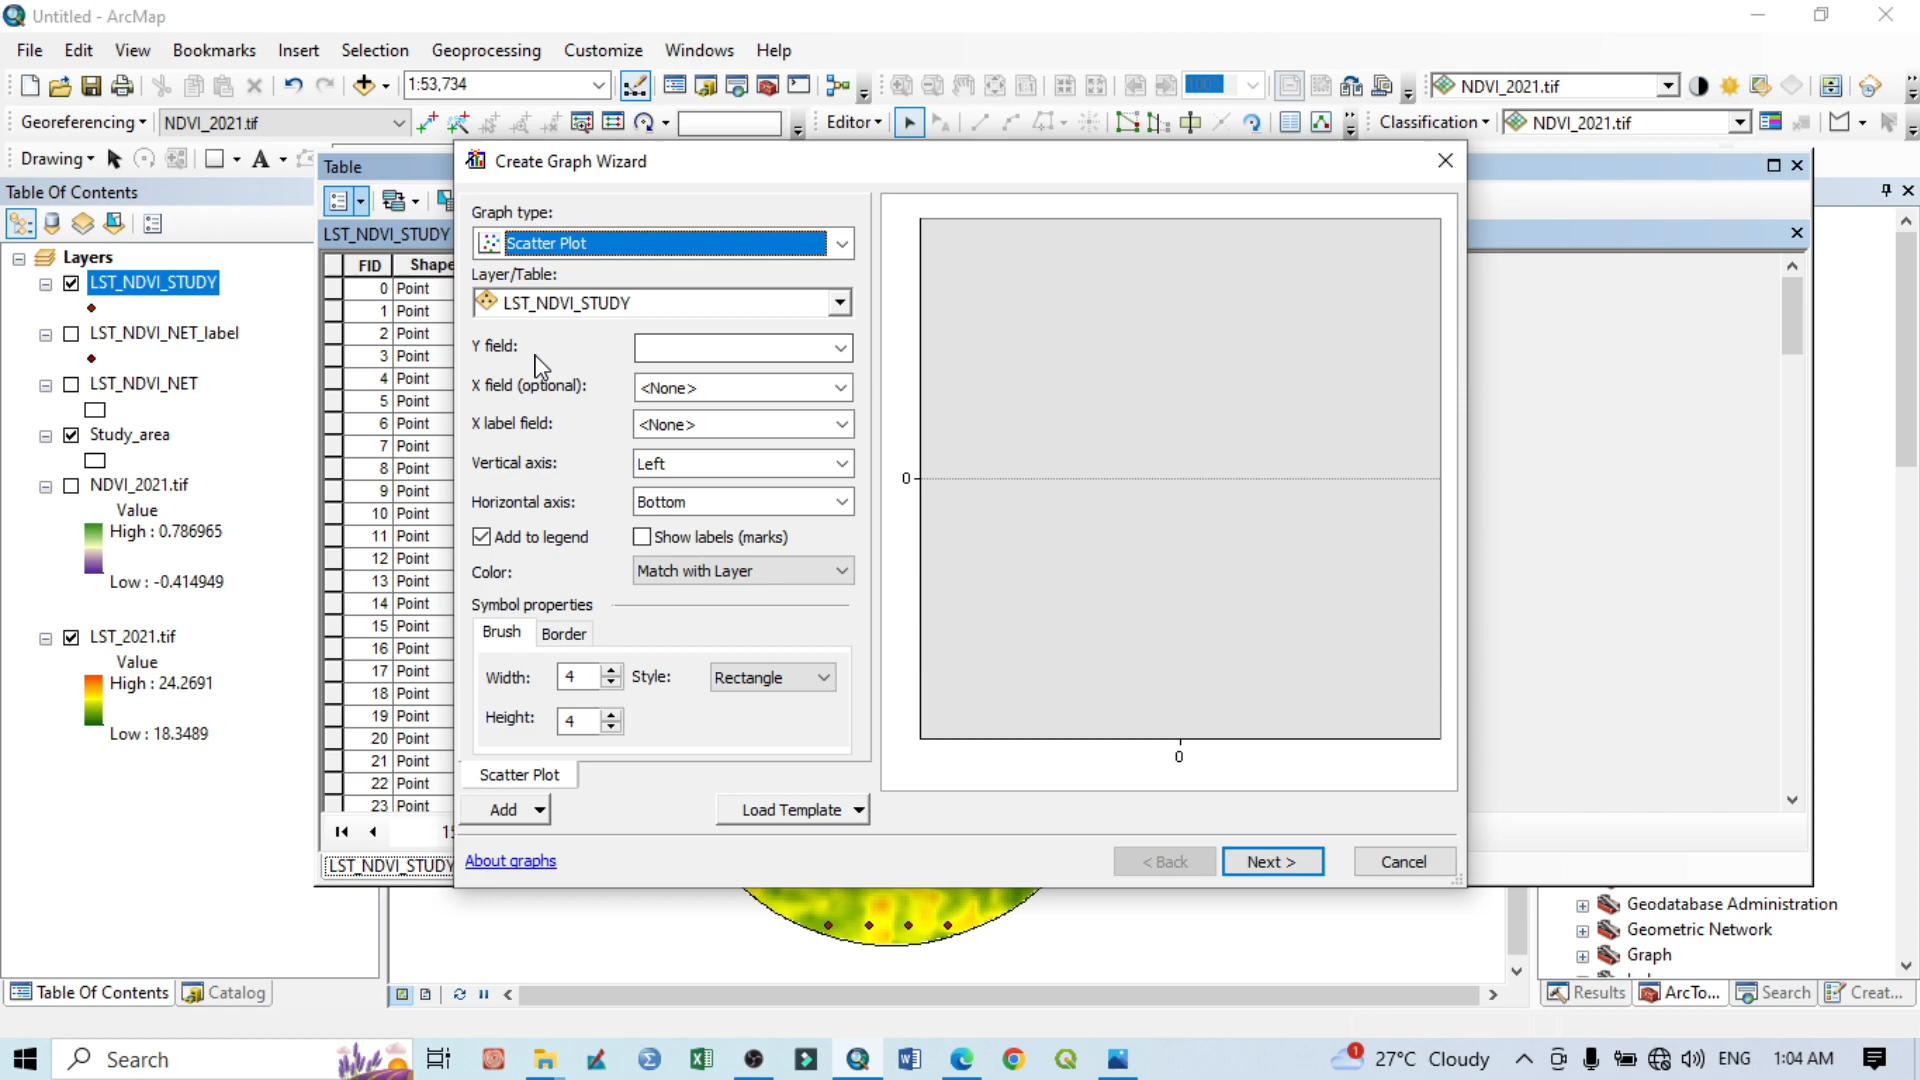 Untitled - ArcMap
File Edit View Bookmarks Insert Selection Geoprocessing Customize Windows Help
1:53,734 100% NDVI_2021.tif
Georeferencing NDVI_2021.tif Editor Classification NDVI_2021.tif
Drawing A Table Create Graph Wizard
Table Of Contents
Graph type:
LST_NDVI_STUDY Scatter Plot
Layers FID Shape Layer/Table:
LST_NDVI_STUDY 0 Point LST_NDVI_STUDY
1 Point
LST_NDVI_NET_label 2 Point Y field:
3 Point
LST_NDVI_NET 4 Point X field (optional): <None>
5 Point
6 Point X label field: <None>
Study_area 7 Point
8 Point Vertical axis: Left
NDVI_2021.tif 9 Point 0
Value 10 Point Horizontal axis: Bottom
High : 0.786965 11 Point Add to legend Show labels (marks)
12 Point
Low : -0.414949 13 Point Color: Match with Layer
14 Point Symbol properties
LST_2021.tif 15 Point Brush Border
Value 16 Point
High : 24.2691 17 Point Width: 4 Style: Rectangle
18 Point
19 Point Height: 4
Low : 18.3489 20 Point
21 Point 0
22 Point Scatter Plot
23 Point Add Load Template
LST_NDVI_STUDY About graphs < Back Next > Cancel
Geodatabase Administration
Geometric Network
Graph
Table Of Contents Catalog Results ArcTo... Search Creat...
Search 27°C Cloudy ENG 1:04 AM